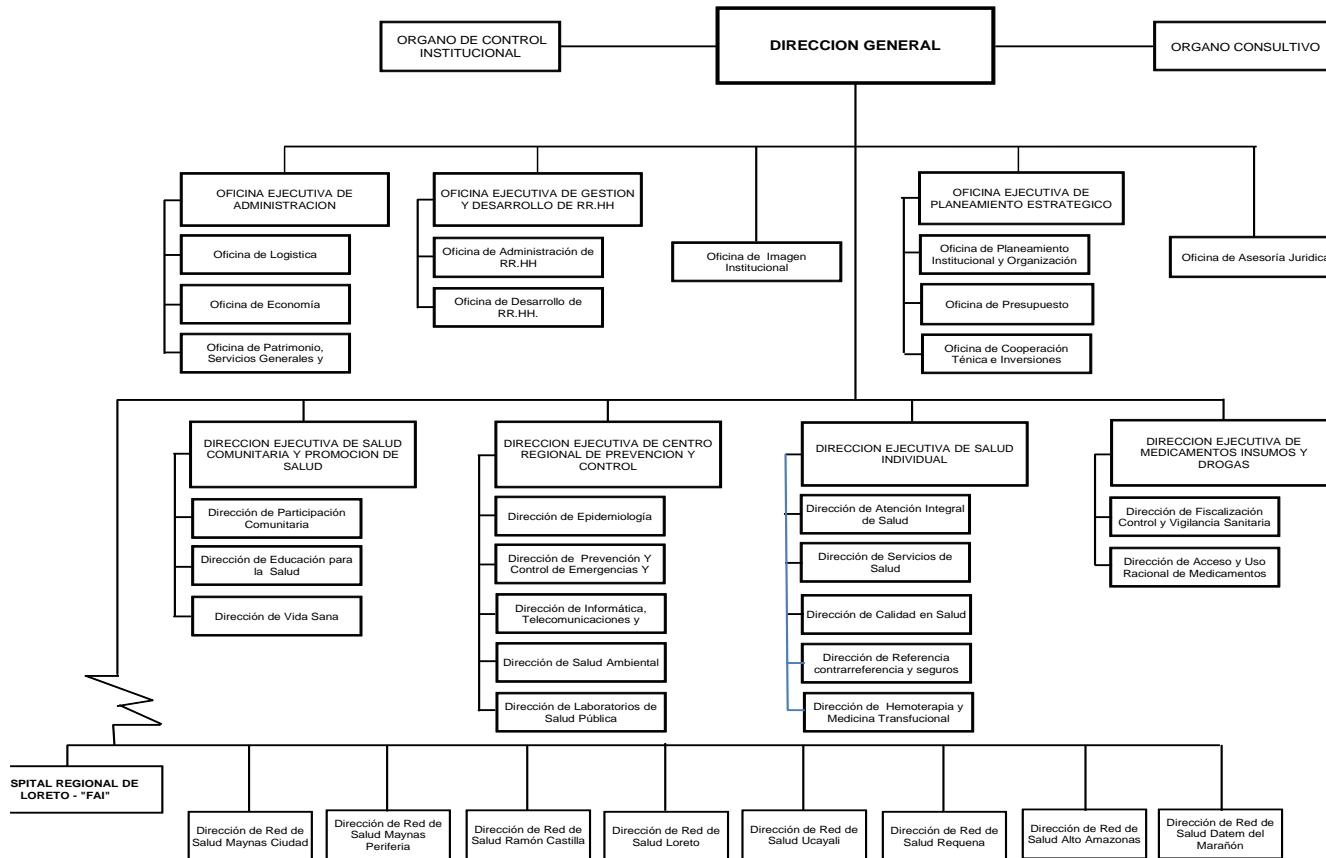 ORGANO DE CONTROL
INSTITUCIONAL
DIRECCION GENERAL
ORGANO CONSULTIVO
OFICINA EJECUTIVA DE
ADMINISTRACION
OFICINA EJECUTIVA DE GESTION
Y DESARROLLO DE RR.HH
OFICINA EJECUTIVA DE
PLANEAMIENTO ESTRATEGICO
Oficina de Logistica
Oficina de Economía
Oficina de Patrimonio,
Servicios Generales y
Oficina de Administración de
RR.HH
Oficina de Desarrollo de
RR.HH.
Oficina de Imagen
Institucional
Oficina de Planeamiento
Institucional y Organización
Oficina de Presupuesto
Oficina de Cooperación
Ténica e Inversiones
Oficina de Asesoría Juridica
DIRECCION EJECUTIVA DE SALUD
COMUNITARIA Y PROMOCION DE
SALUD
Dirección de Participación
Comunitaria
Dirección de Educación para
la Salud
Dirección de Vida Sana
DIRECCION EJECUTIVA DE CENTRO
REGIONAL DE PREVENCION Y
CONTROL
Dirección de Epidemiología
Dirección de Prevención Y
Control de Emergencias Y
Dirección de Informática,
Telecomunicaciones y
Dirección de Salud Ambiental
Dirección de Laboratorios de
Salud Pública
DIRECCION EJECUTIVA DE SALUD
INDIVIDUAL
Dirección de Atención Integral
de Salud
Dirección de Servicios de
Salud
Dirección de Calidad en Salud
Dirección de Referencia
contrarreferencia y seguros
Dirección de Hemoterapia y
Medicina Transfucional
DIRECCION EJECUTIVA DE
MEDICAMENTOS INSUMOS Y
DROGAS
Dirección de Fiscalización
Control y Vigilancia Sanitaria
Dirección de Acceso y Uso
Racional de Medicamentos
SPITAL REGIONAL DE
LORETO - "FAI"
Dirección de Red de
Salud Maynas Ciudad
Dirección de Red de
Salud Maynas
Periferia
Dirección de Red de
Salud Ramón Castilla
Dirección de Red de
Salud Loreto
Dirección de Red de
Salud Ucayali
Dirección de Red de
Salud Requena
Dirección de Red de
Salud Alto Amazonas
Dirección de Red de
Salud Datem del
Marañón